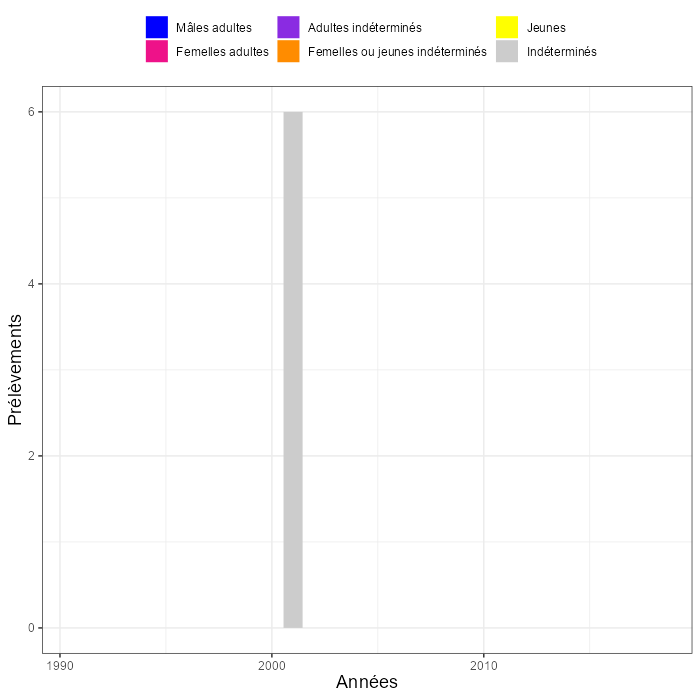 Mâles adultes Adultes indéterminés Jeunes
Femelles adultes Femelles ou jeunes indéterminés Indéterminés
6
4
2
0
Prélèvements
1990 2000 2010
Années